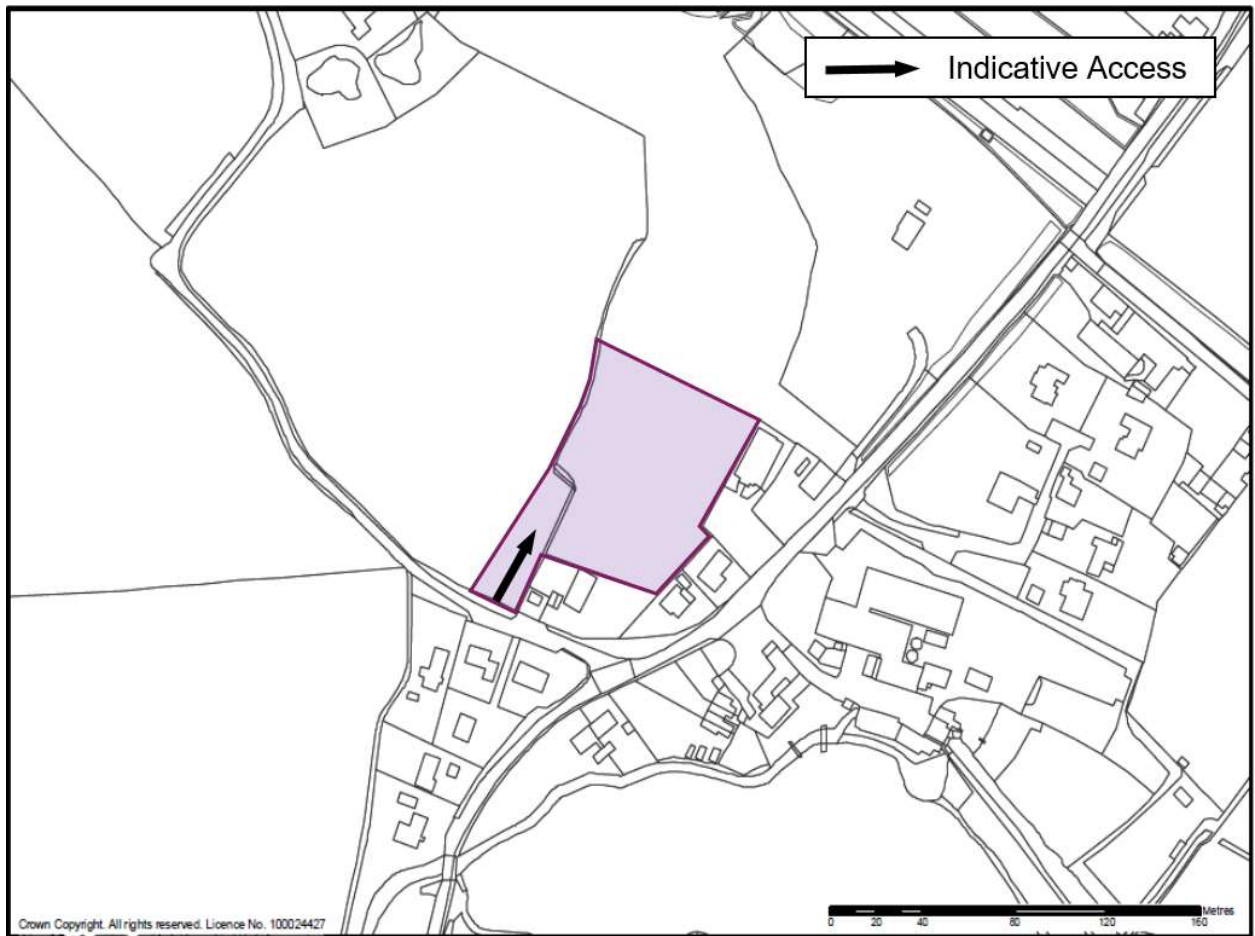 Indicative Access
Crown Copyright. All rights reserved. Licence No. 100024427
Metres
0 20 40 80 120 160